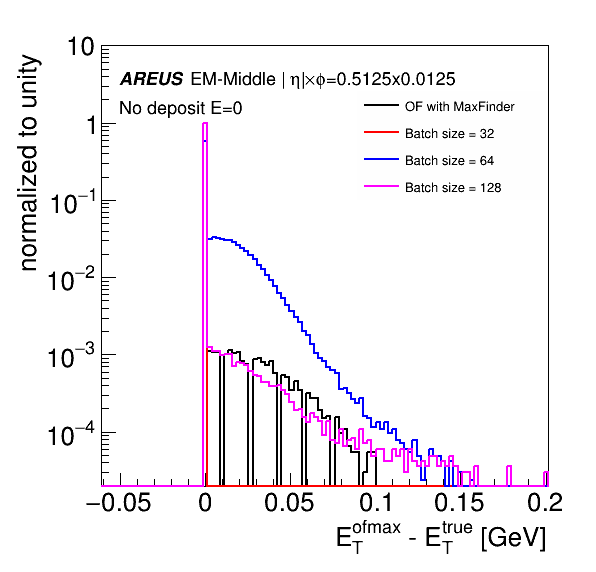 10
AREUS EM-Middle | η|×φ=0.5125x0.0125
No deposit E=0
OF with MaxFinder
Batch size = 32
Batch size = 64
Batch size = 128
normalized to unity
1
10⁻¹
10⁻²
10⁻³
10⁻⁴
−0.05 0 0.05 0.1 0.15 0.2
E_T^ofmax - E_T^true [GeV]